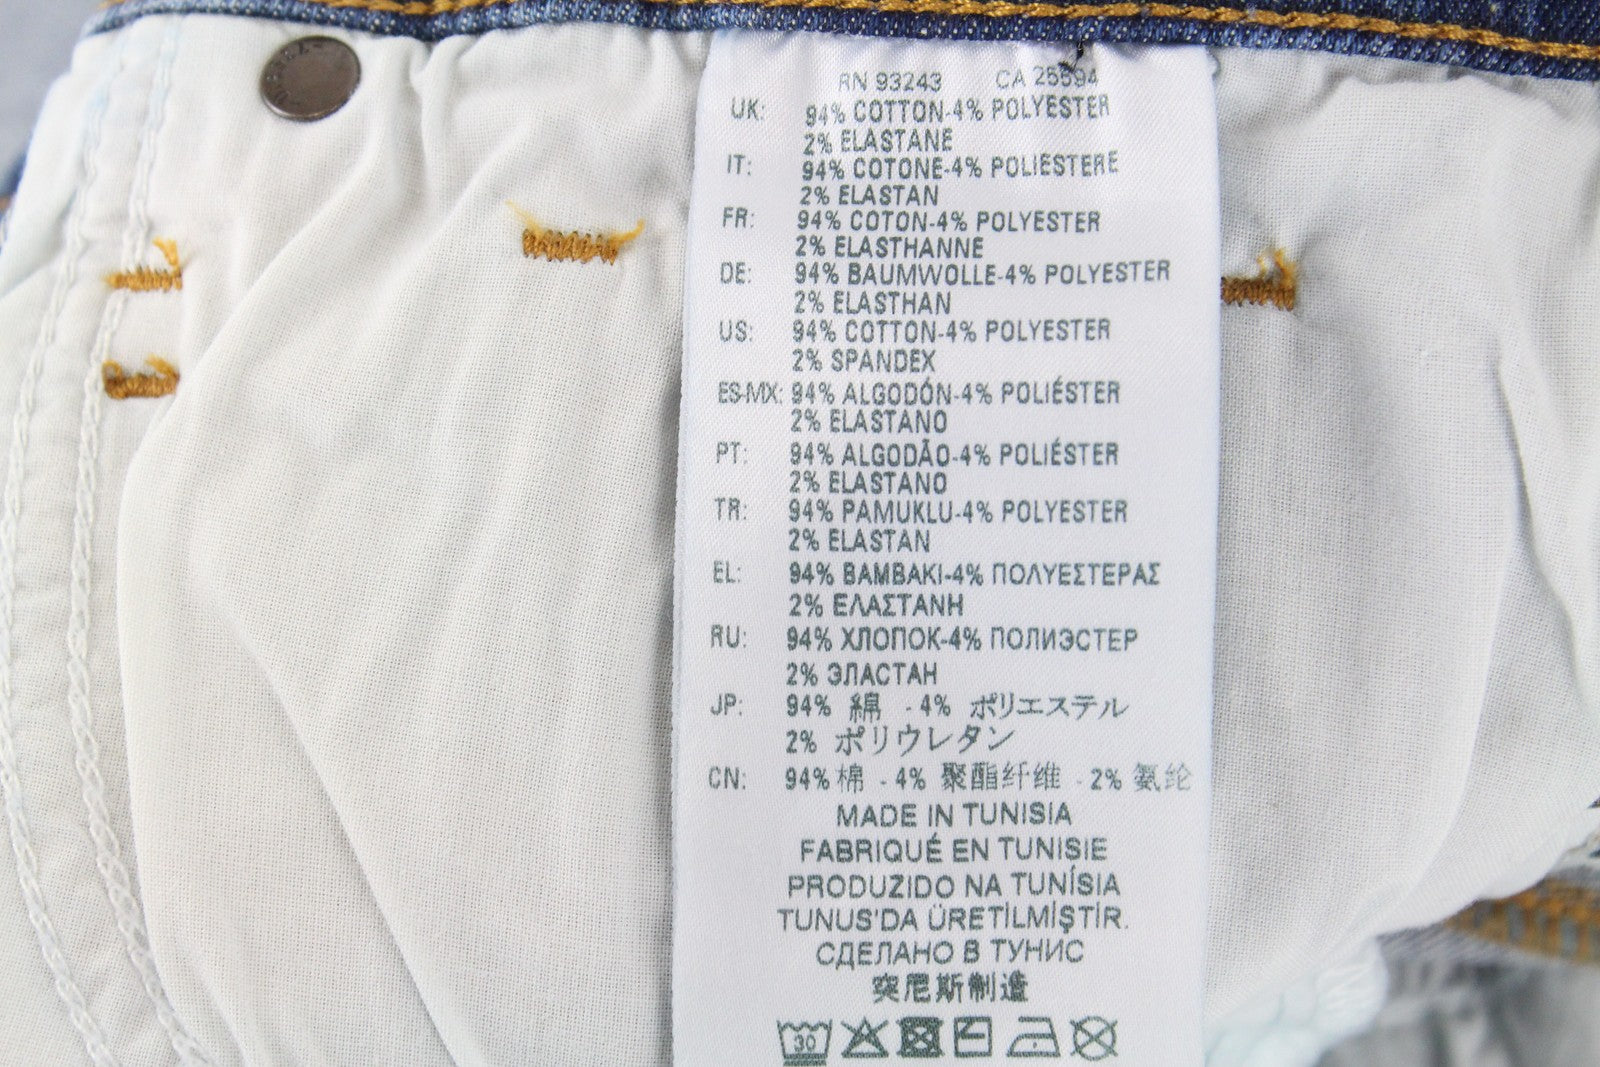 RN 93243 CA 25594
UK: 94% COTTON-4% POLYESTER
2% ELASTANE
IT: 94% COTONE-4% POLIESTERE
2% ELASTAN
FR: 94% COTON-4% POLYESTER
2% ELASTHANNE
DE: 94% BAUMWOLLE-4% POLYESTER
2% ELASTHAN
US: 94% COTTON-4% POLYESTER
2% SPANDEX
ES-MX: 94% ALGODÓN-4% POLIÉSTER
2% ELASTANO
PT: 94% ALGODÃO-4% POLIÉSTER
2% ELASTANO
TR: 94% PAMUKLU-4% POLYESTER
2% ELASTAN
EL: 94% ΒΑΜΒΑΚΙ-4% ΠΟΛΥΕΣΤΕΡΑΣ
2% ΕΛΑΣΤΑΝΗ
RU: 94% ХЛОПОК-4% ПОЛИЭСТЕР
2% ЭЛАСТАН
JP: 94% 綿 - 4% ポリエステル
2% ポリウレタン
CN: 94% 棉 - 4% 聚酯纤维 - 2% 氨纶
MADE IN TUNISIA
FABRIQUÉ EN TUNISIE
PRODUZIDO NA TUNÍSIA
TUNUS'DA ÜRETİLMİŞTİR.
СДЕЛАНО В ТУНИС
突尼斯制造
30